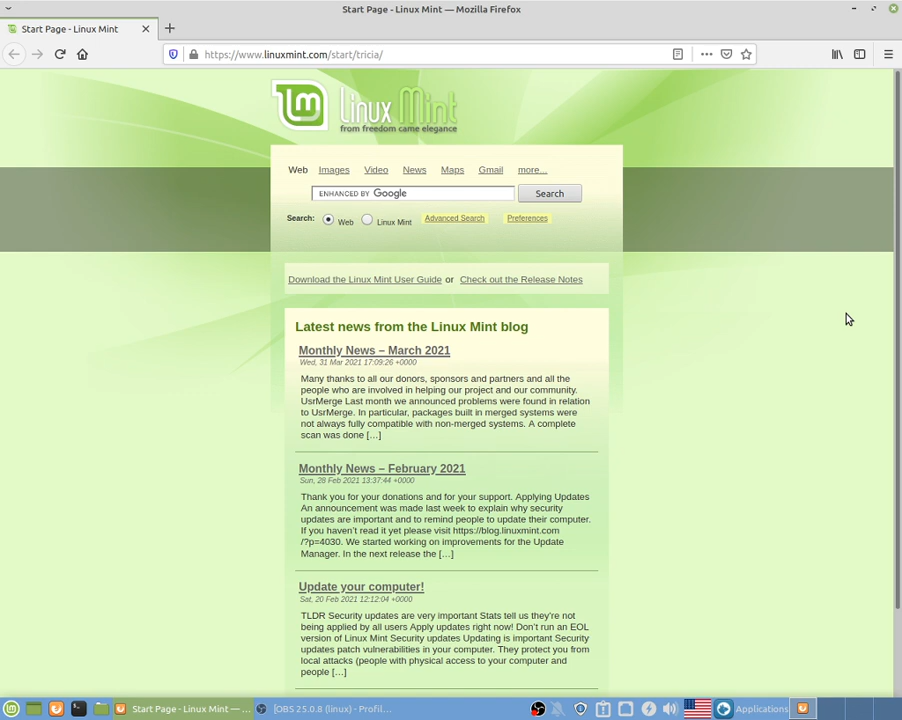 Start Page - Linux Mint — Mozilla Firefox
Start Page - Linux Mint
https://www.linuxmint.com/start/tricia/
Linux Mint
from freedom came elegance
Web Images Video News Maps Gmail more...
ENHANCED BY Google Search
Search: Web Linux Mint Advanced Search Preferences
Download the Linux Mint User Guide or Check out the Release Notes
Latest news from the Linux Mint blog
Monthly News – March 2021
Wed, 31 Mar 2021 17:09:26 +0000
Many thanks to all our donors, sponsors and partners and all the
people who are involved in helping our project and our community.
UsrMerge Last month we announced problems were found in relation
to UsrMerge. In particular, packages built in merged systems were
not always fully compatible with non-merged systems. A complete
scan was done […]
Monthly News – February 2021
Sun, 28 Feb 2021 13:37:44 +0000
Thank you for your donations and for your support. Applying Updates
An announcement was made last week to explain why security
updates are important and to remind people to update their computer.
If you haven't read it yet please visit https://blog.linuxmint.com
/?p=4030. We started working on improvements for the Update
Manager. In the next release the […]
Update your computer!
Sat, 20 Feb 2021 12:12:04 +0000
TLDR Security updates are very important Stats tell us they're not
being applied by all users Apply updates right now! Don't run an EOL
version of Linux Mint Security updates Updating is important Security
updates patch vulnerabilities in your computer. They protect you from
local attacks (people with physical access to your computer and
people […]
Start Page - Linux Mint — ... [OBS 25.0.8 (linux) - Profil... Applications